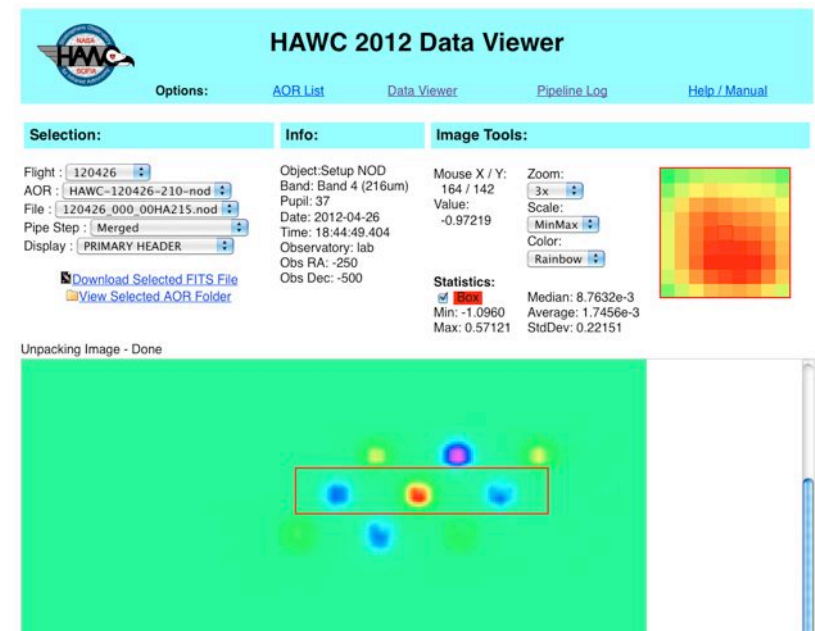 NASA
HAWC
SOFIA
HAWC 2012 Data Viewer
Options: AOR List Data Viewer Pipeline Log Help / Manual
Selection: Info: Image Tools:
Flight : 120426
AOR : HAWC-120426-210-nod
File : 120426_000_00HA215.nod
Pipe Step : Merged
Display : PRIMARY HEADER
Download Selected FITS File
View Selected AOR Folder
Object:Setup NOD
Band: Band 4 (216um)
Pupil: 37
Date: 2012-04-26
Time: 18:44:49.404
Observatory: lab
Obs RA: -250
Obs Dec: -500
Mouse X / Y:
164 / 142
Value:
-0.97219
Zoom:
3x
Scale:
MinMax
Color:
Rainbow
Statistics:
Box
Min: -1.0960
Max: 0.57121
Median: 8.7632e-3
Average: 1.7456e-3
StdDev: 0.22151
Unpacking Image - Done